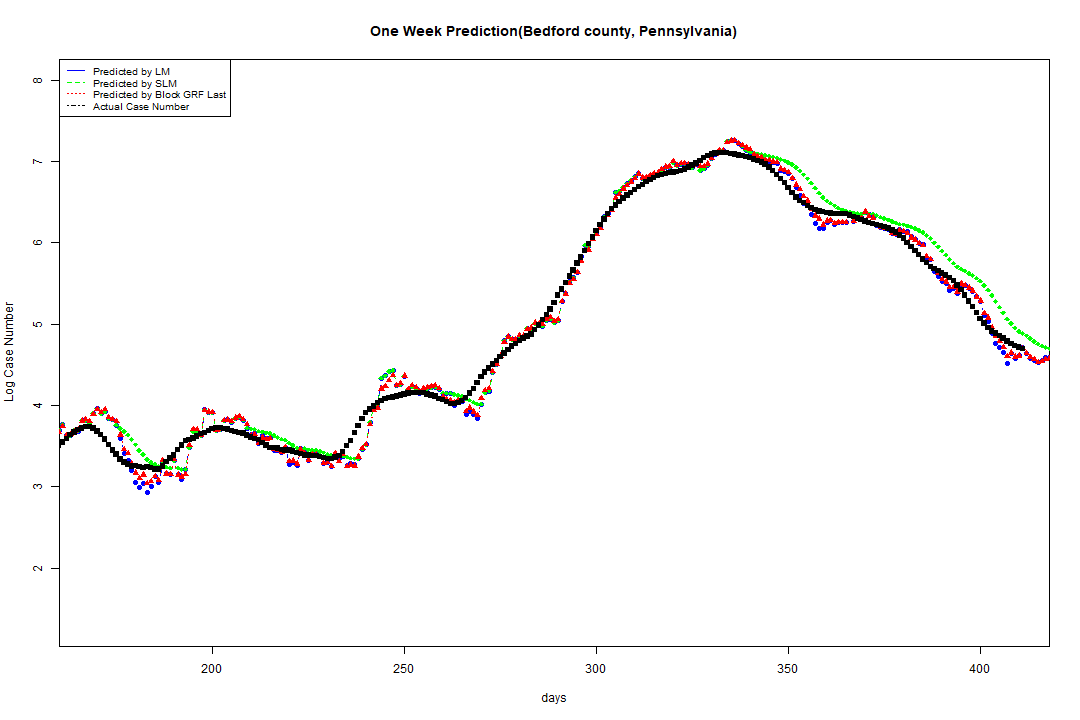 One Week Prediction(Bedford county, Pennsylvania)
Predicted by LM
Predicted by SLM
Predicted by Block GRF Last
Actual Case Number
8
7
6
5
4
3
2
Log Case Number
200
250
300
350
400
days